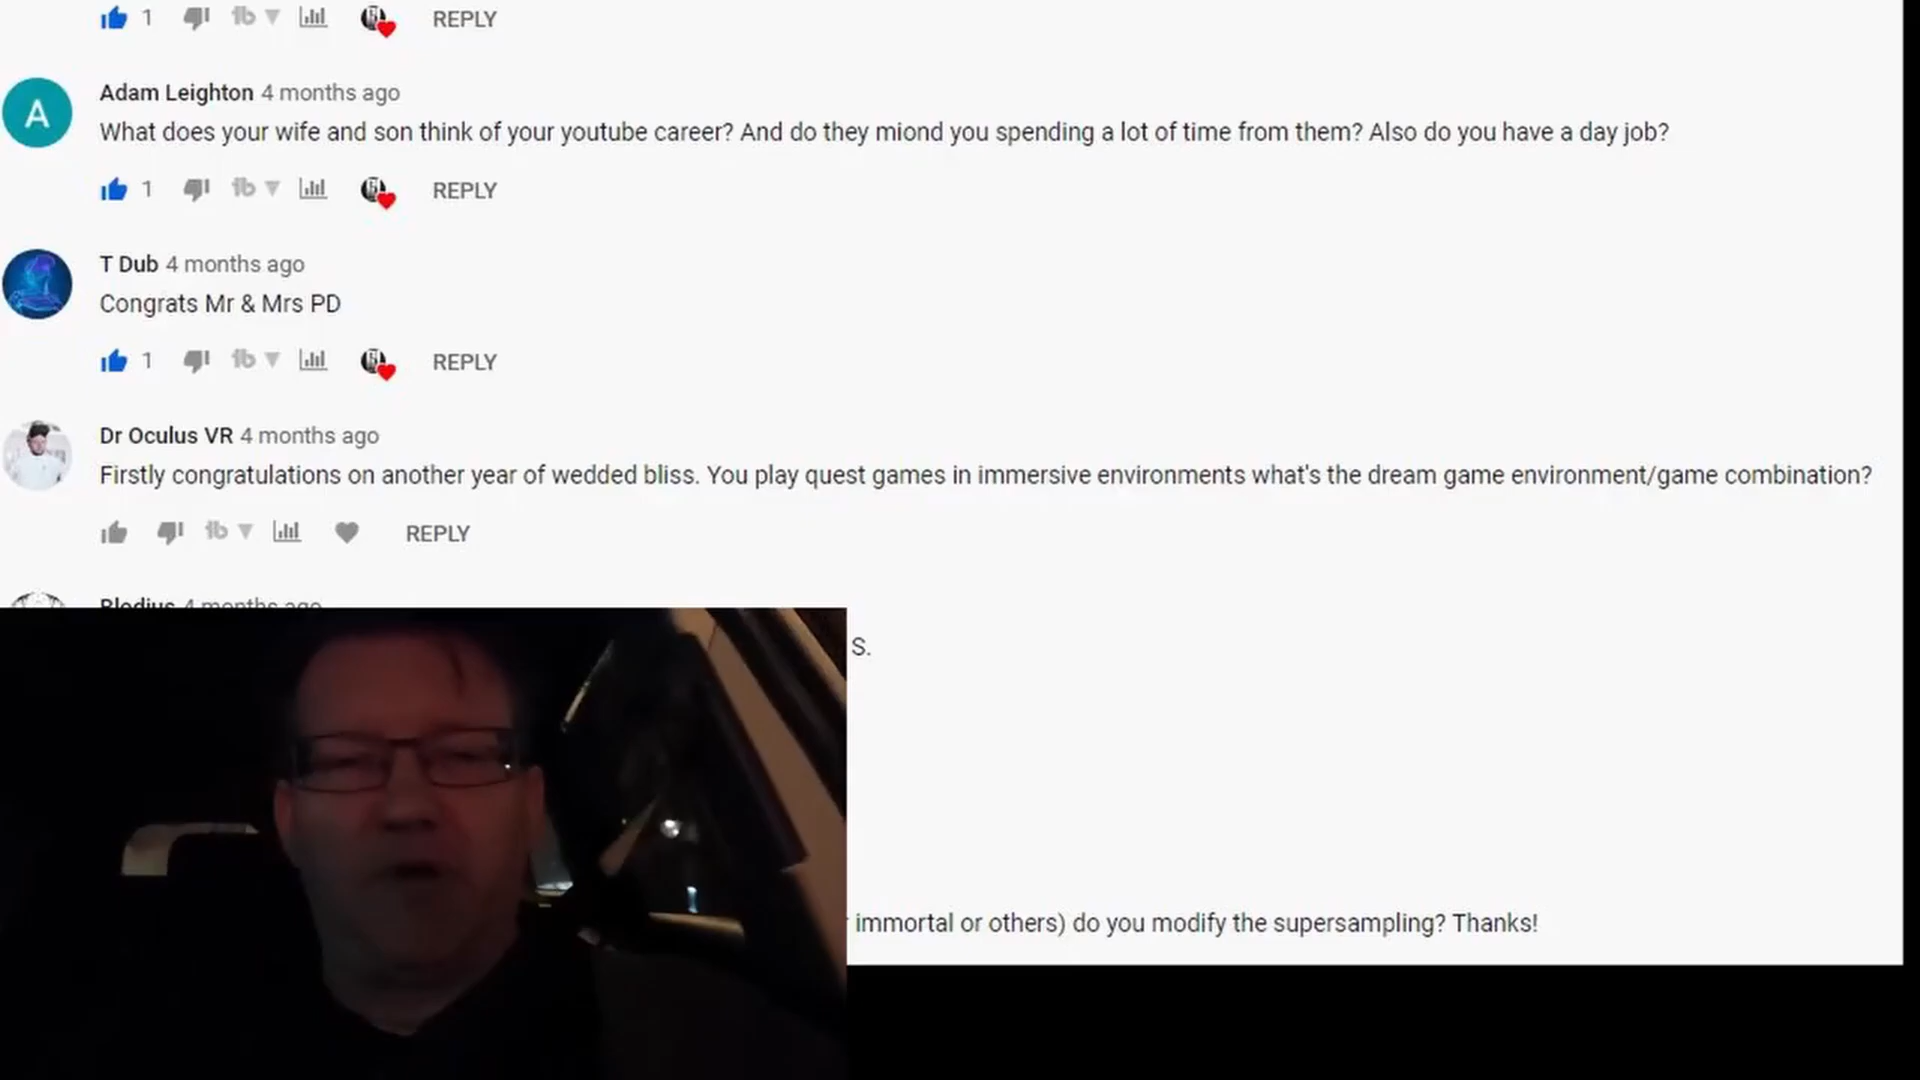 1 REPLY
A
Adam Leighton 4 months ago
What does your wife and son think of your youtube career? And do they miond you spending a lot of time from them? Also do you have a day job?
1 REPLY
T Dub 4 months ago
Congrats Mr & Mrs PD
1 REPLY
Dr Oculus VR 4 months ago
Firstly congratulations on another year of wedded bliss. You play quest games in immersive environments what's the dream game environment/game combination?
REPLY
Blodius 4 months ago
S.
immortal or others) do you modify the supersampling? Thanks!